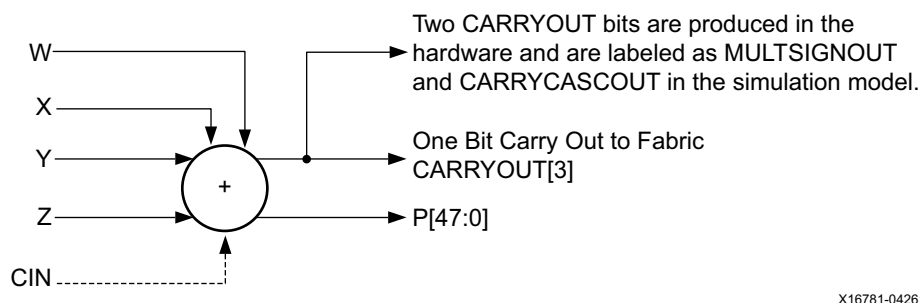 Two CARRYOUT bits are produced in the
hardware and are labeled as MULTSIGNOUT
and CARRYCASCOUT in the simulation model.
W
X
Y
Z
CIN
+
One Bit Carry Out to Fabric
CARRYOUT[3]
P[47:0]
X16781-0426